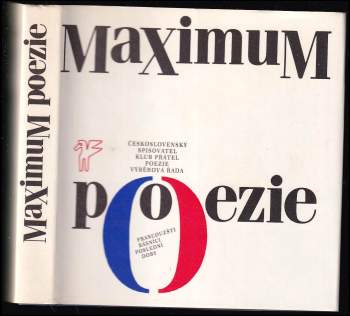 MaximuM poezie
MaximuM
ČESKOSLOVENSKÝ
SPISOVATEL
KLUB PŘÁTEL
POEZIE
VÝBĚROVÁ ŘADA
poezie
FRANCOUZŠTÍ
BÁSNÍCI
POSLEDNÍ
DOBY